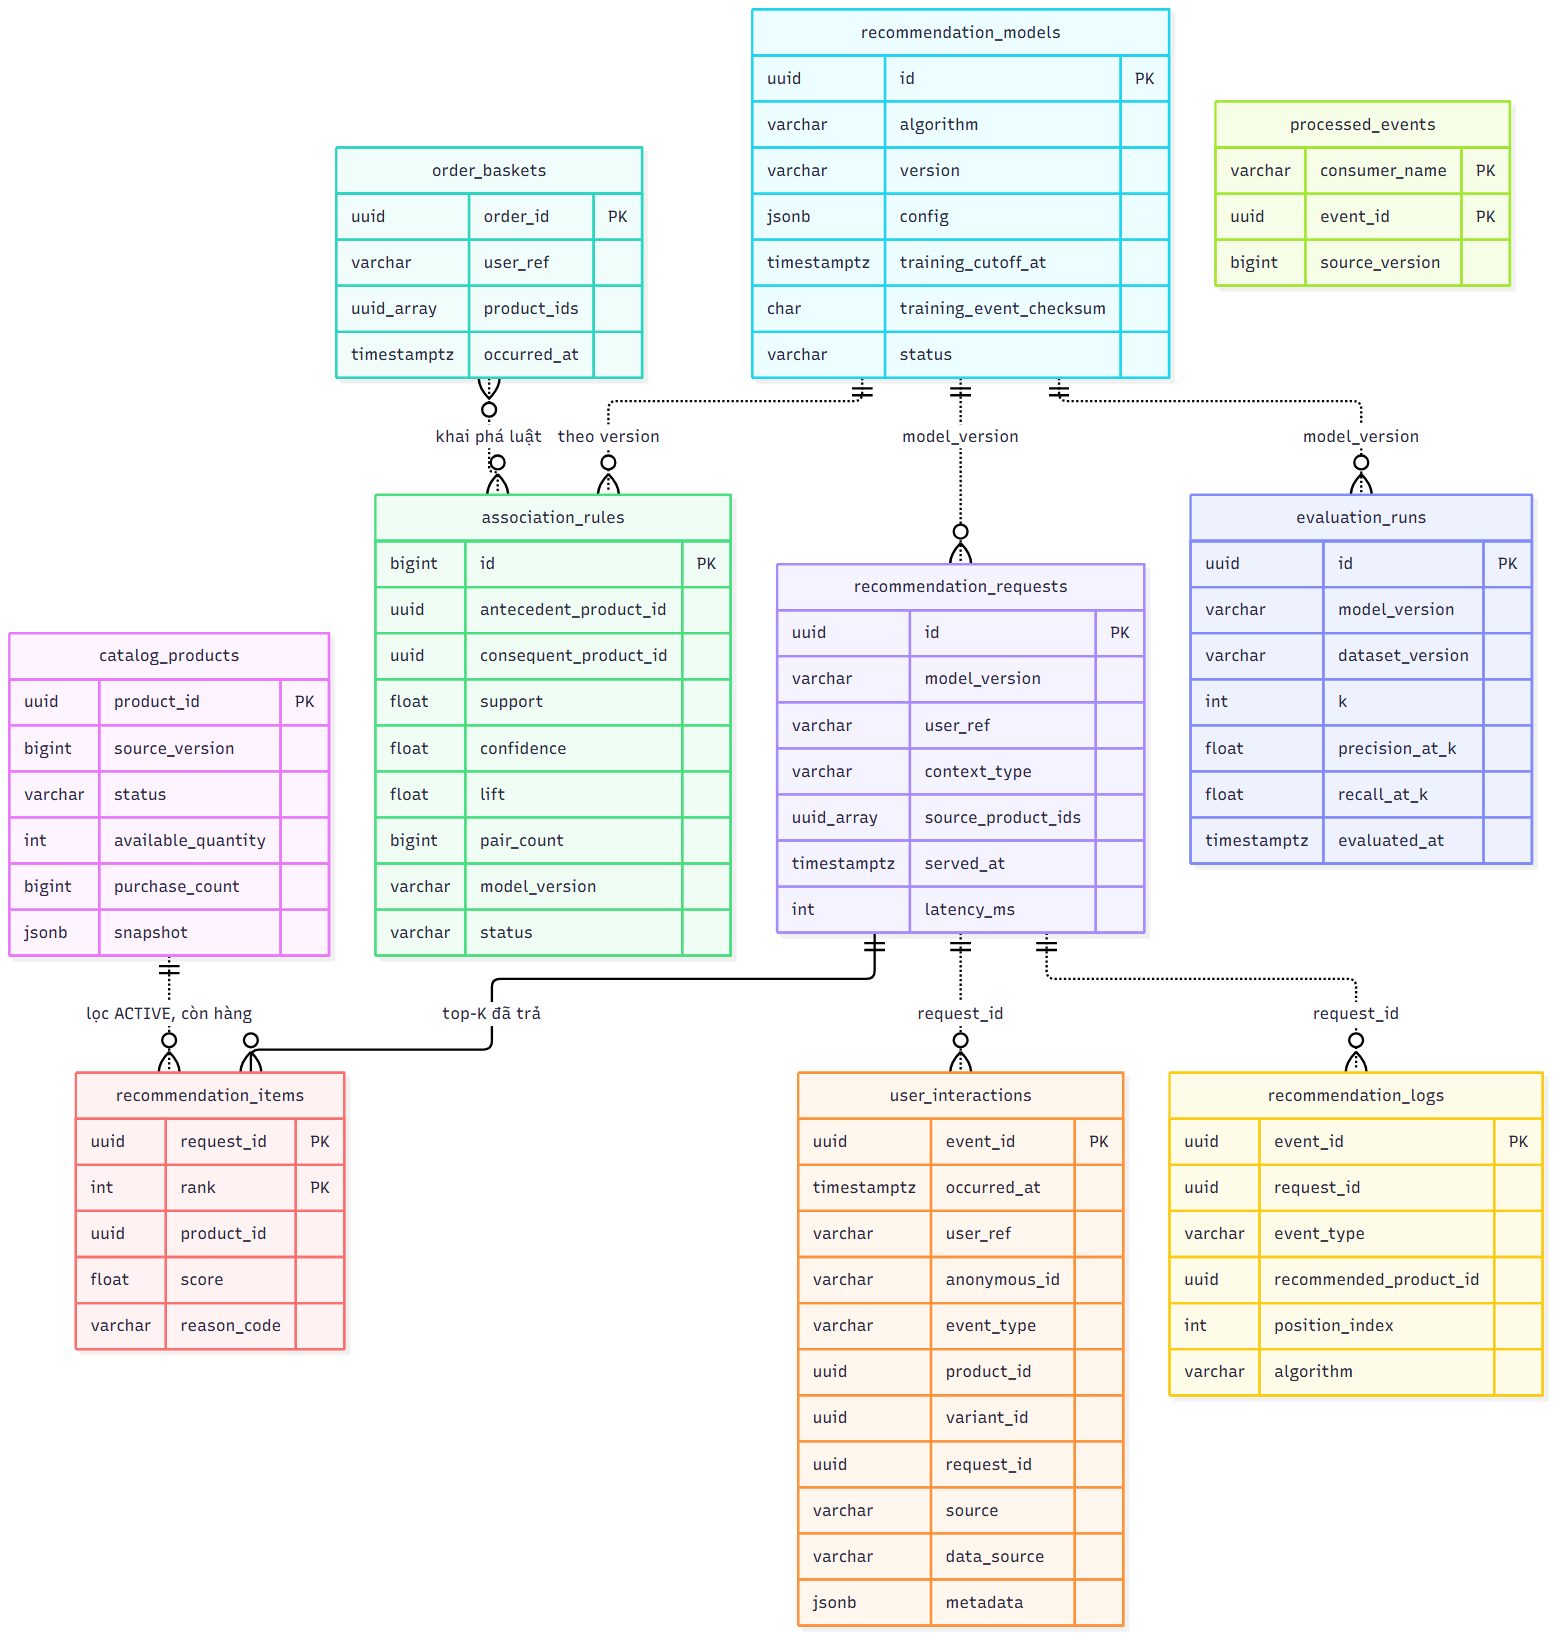 recommendation_models
uuid id PK
varchar algorithm
varchar version
jsonb config
timestamptz training_cutoff_at
char training_event_checksum
varchar status
processed_events
varchar consumer_name PK
uuid event_id PK
bigint source_version
order_baskets
uuid order_id PK
varchar user_ref
uuid_array product_ids
timestamptz occurred_at
khai phá luật
theo version
model_version
model_version
association_rules
bigint id PK
uuid antecedent_product_id
uuid consequent_product_id
float support
float confidence
float lift
bigint pair_count
varchar model_version
varchar status
evaluation_runs
uuid id PK
varchar model_version
varchar dataset_version
int k
float precision_at_k
float recall_at_k
timestamptz evaluated_at
recommendation_requests
uuid id PK
varchar model_version
varchar user_ref
varchar context_type
uuid_array source_product_ids
timestamptz served_at
int latency_ms
catalog_products
uuid product_id PK
bigint source_version
varchar status
int available_quantity
bigint purchase_count
jsonb snapshot
lọc ACTIVE, còn hàng
top-K đã trả
request_id
request_id
recommendation_items
uuid request_id PK
int rank PK
uuid product_id
float score
varchar reason_code
user_interactions
uuid event_id PK
timestamptz occurred_at
varchar user_ref
varchar anonymous_id
varchar event_type
uuid product_id
uuid variant_id
uuid request_id
varchar source
varchar data_source
jsonb metadata
recommendation_logs
uuid event_id PK
uuid request_id
varchar event_type
uuid recommended_product_id
int position_index
varchar algorithm